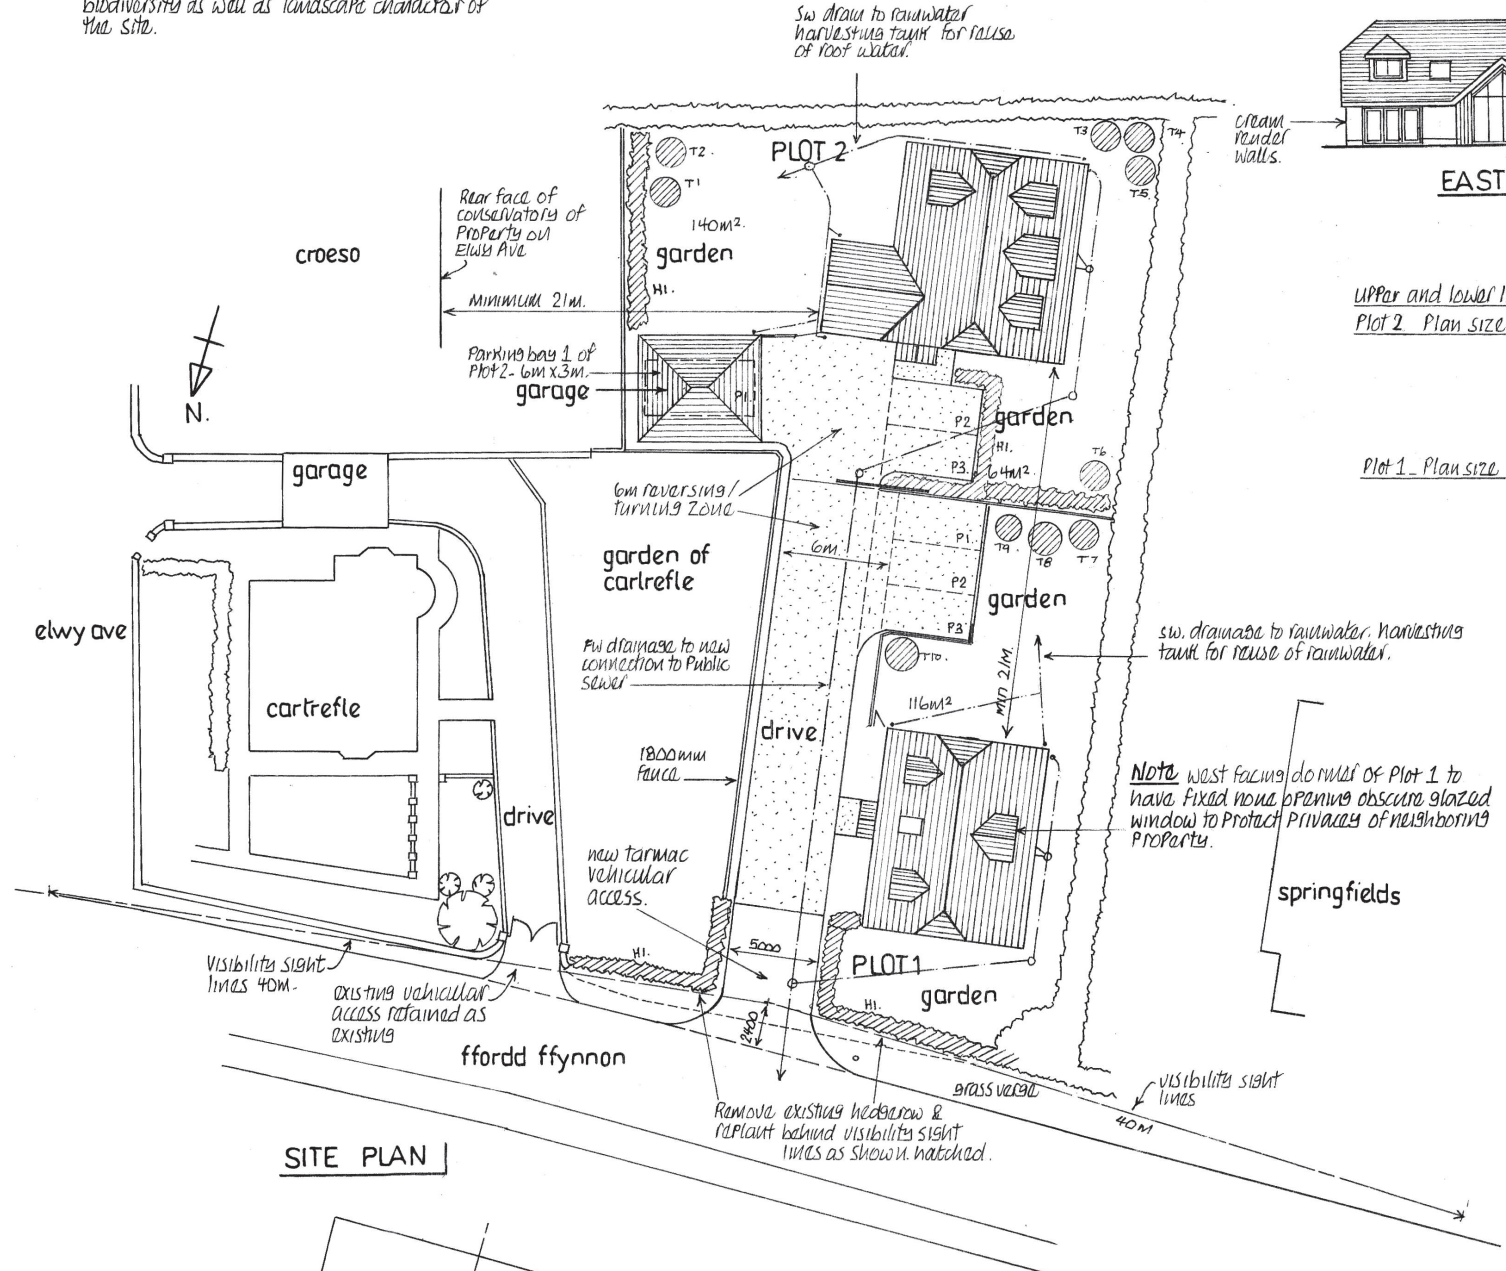 biodiversity as well as landscape character of
the site.
sw drain to rainwater
harvesting tank for reuse
of roof water.
cream
render
walls.
EAST
T2.
T1
PLOT 2
T3
T4
T5
140m².
garden
H1.
Rear face of
conservatory of
Property on
Elwy Ave
croeso
MINIMUM 21m.
upper and lower l
Plot 2 Plan size
N.
Parking bay 1 of
Plot 2 - 6m x 3m.
garage
P1.
P2
P3.
garden
H1.
64m².
T6
Plot 1 - Plan size
garage
6m reversing/
turning zone
6m.
P1
P2
P3
T9
T8
T7
garden
garden of
cartrefle
elwy ave
cartrefle
Fw drainage to new
connection to Public
sewer
T10.
116m²
min 21m.
sw. drainage to rainwater. harvesting
tank for reuse of rainwater.
drive
1800mm
Fence
drive
Note west facing dormer of Plot 1 to
have fixed none opening obscure glazed
window to protect privacy of neighboring
property.
springfields
new tarmac
vehicular
access.
5000
PLOT 1
garden
H1.
H1.
2400
visibility sight
lines 40m.
existing vehicular
access retained as
existing
ffordd ffynnon
grass verge
visibility sight
lines
40m
Remove existing hedgerow &
replant behind visibility sight
lines as shown hatched.
SITE PLAN